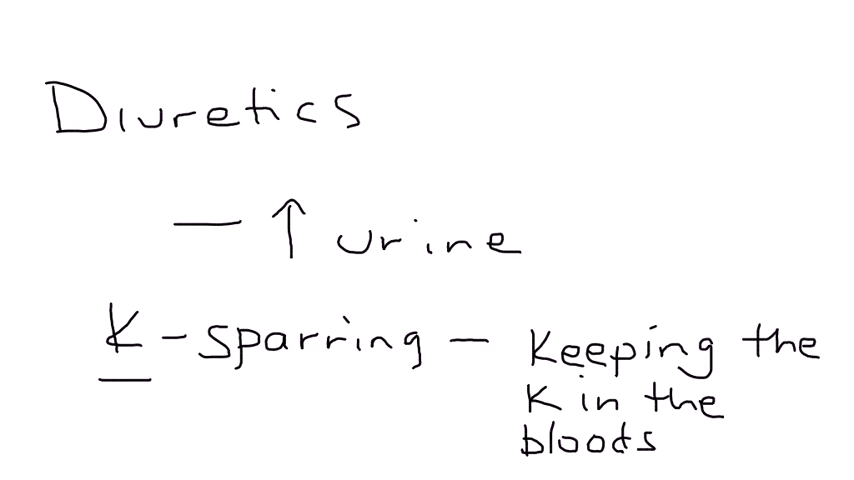 Diuretics
— ↑ urine
K - sparring — Keeping the
K in the
bloods